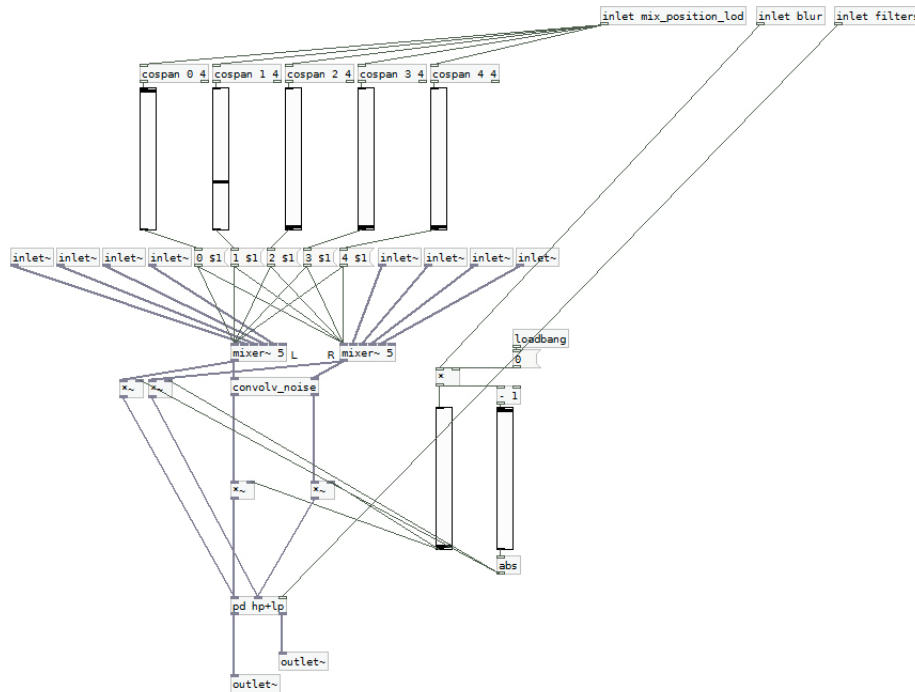 inlet mix_position_lod inlet blur inlet filters
cospan 0 4 cospan 1 4 cospan 2 4 cospan 3 4 cospan 4 4
inlet~ inlet~ inlet~ inlet~ 0 $1 1 $1 2 $1 3 $1 4 $1 inlet~ inlet~ inlet~ inlet~
loadbang
0
mixer~ 5 L R mixer~ 5
*
*~ *~ convolv_noise
- 1
*~ *~
abs
pd hp+lp
outlet~
outlet~